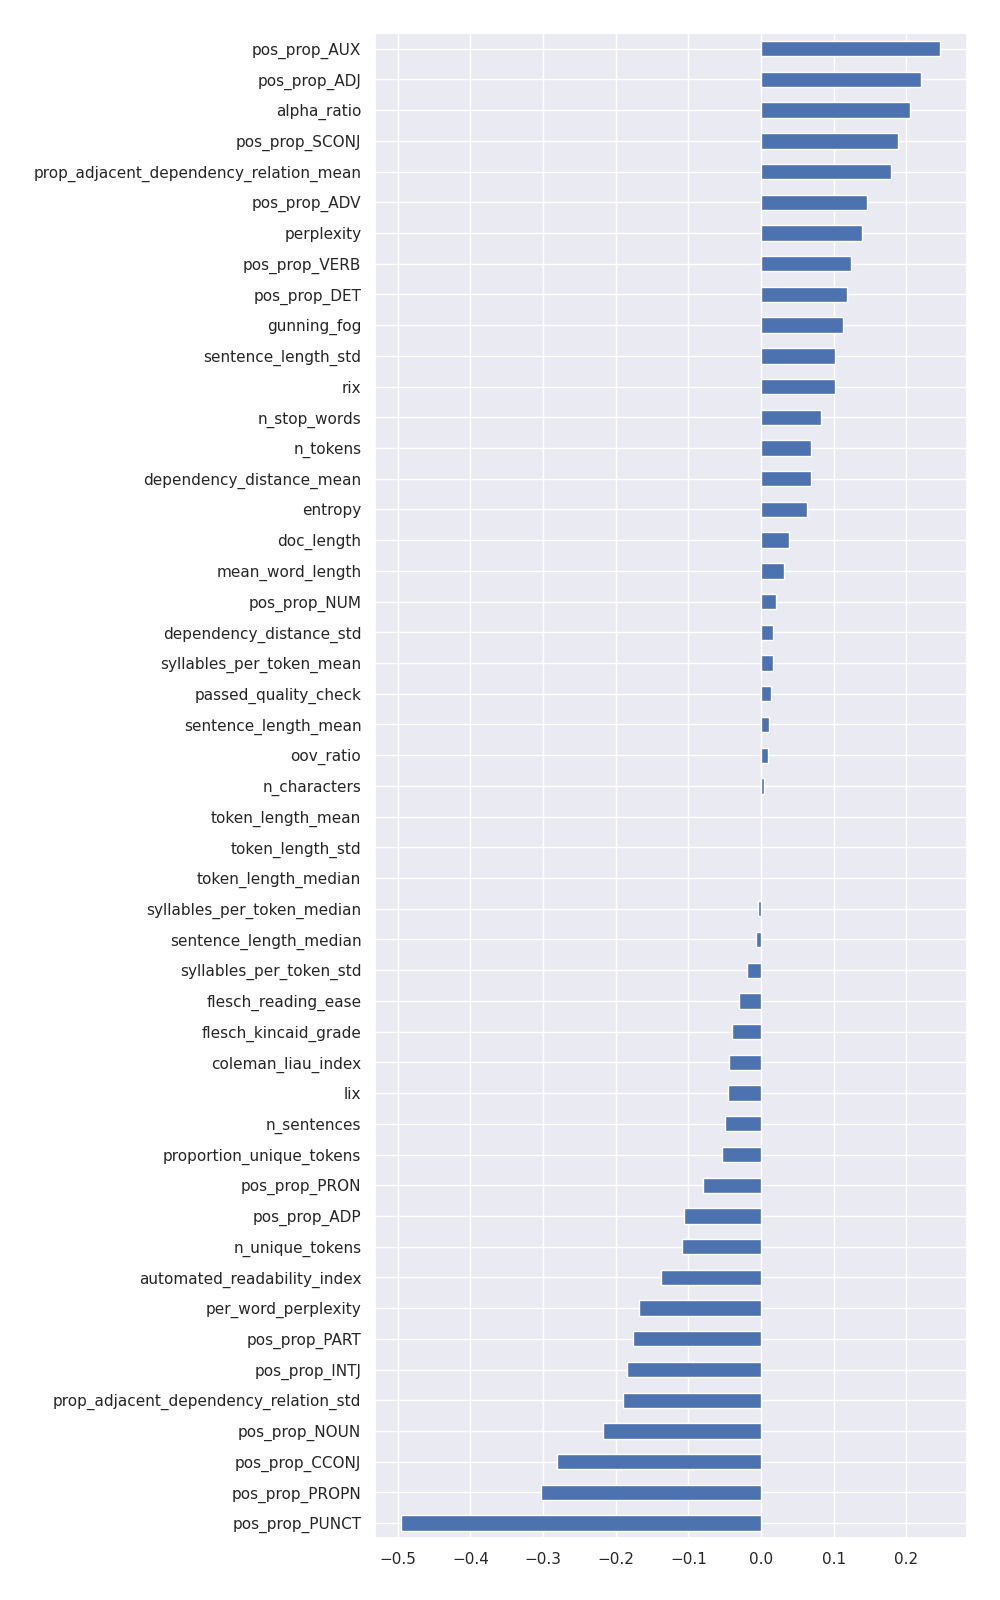 pos_prop_AUX
pos_prop_ADJ
alpha_ratio
pos_prop_SCONJ
prop_adjacent_dependency_relation_mean
pos_prop_ADV
perplexity
pos_prop_VERB
pos_prop_DET
gunning_fog
sentence_length_std
rix
n_stop_words
n_tokens
dependency_distance_mean
entropy
doc_length
mean_word_length
pos_prop_NUM
dependency_distance_std
syllables_per_token_mean
passed_quality_check
sentence_length_mean
oov_ratio
n_characters
token_length_mean
token_length_std
token_length_median
syllables_per_token_median
sentence_length_median
syllables_per_token_std
flesch_reading_ease
flesch_kincaid_grade
coleman_liau_index
lix
n_sentences
proportion_unique_tokens
pos_prop_PRON
pos_prop_ADP
n_unique_tokens
automated_readability_index
per_word_perplexity
pos_prop_PART
pos_prop_INTJ
prop_adjacent_dependency_relation_std
pos_prop_NOUN
pos_prop_CCONJ
pos_prop_PROPN
pos_prop_PUNCT
−0.5 −0.4 −0.3 −0.2 −0.1 0.0 0.1 0.2